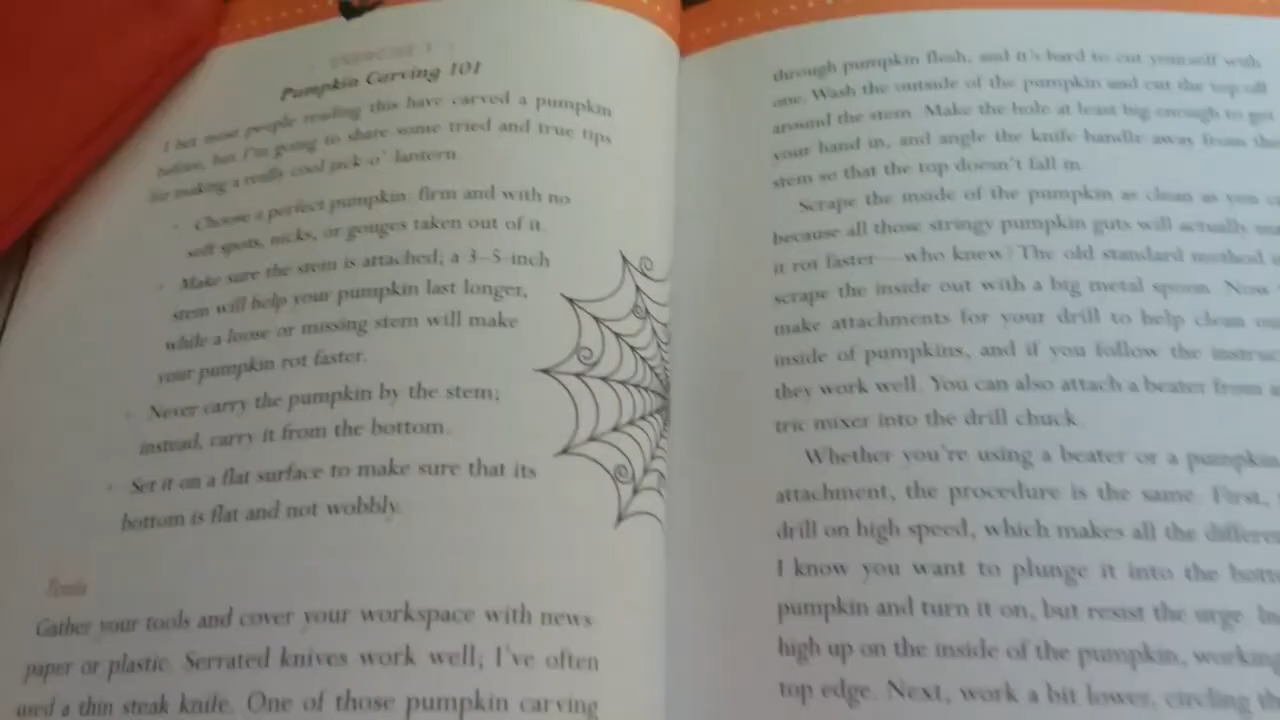 EXERCISE 1
Pumpkin Carving 101
I bet most people reading this have carved a pumpkin
before, but I'm going to share some tried and true tips
for making a really cool jack-o' lantern.
Choose a perfect pumpkin: firm and with no
soft spots, nicks, or gouges taken out of it.
Make sure the stem is attached; a 3–5-inch
stem will help your pumpkin last longer,
while a loose or missing stem will make
your pumpkin rot faster.
Never carry the pumpkin by the stem;
instead, carry it from the bottom.
Set it on a flat surface to make sure that its
bottom is flat and not wobbly.
Tools
Gather your tools and cover your workspace with news
paper or plastic. Serrated knives work well; I've often
used a thin steak knife. One of those pumpkin carving
through pumpkin flesh, and it's hard to cut yourself with
one. Wash the outside of the pumpkin and cut the top off
around the stem. Make the hole at least big enough to get
your hand in, and angle the knife handle away from the
stem so that the top doesn't fall in.
Scrape the inside of the pumpkin as clean as you
because all those stringy pumpkin guts will actually
it rot faster—who knew? The old standard method
scrape the inside out with a big metal spoon. Now
make attachments for your drill to help clean
inside of pumpkins, and if you follow the
they work well. You can also attach a beater from
tric mixer into the drill chuck.
Whether you're using a beater or a pumpkin
attachment, the procedure is the same. First,
drill on high speed, which makes all the
I know you want to plunge it into the
pumpkin and turn it on, but resist the urge.
high up on the inside of the pumpkin, working
top edge. Next, work a bit lower, circling